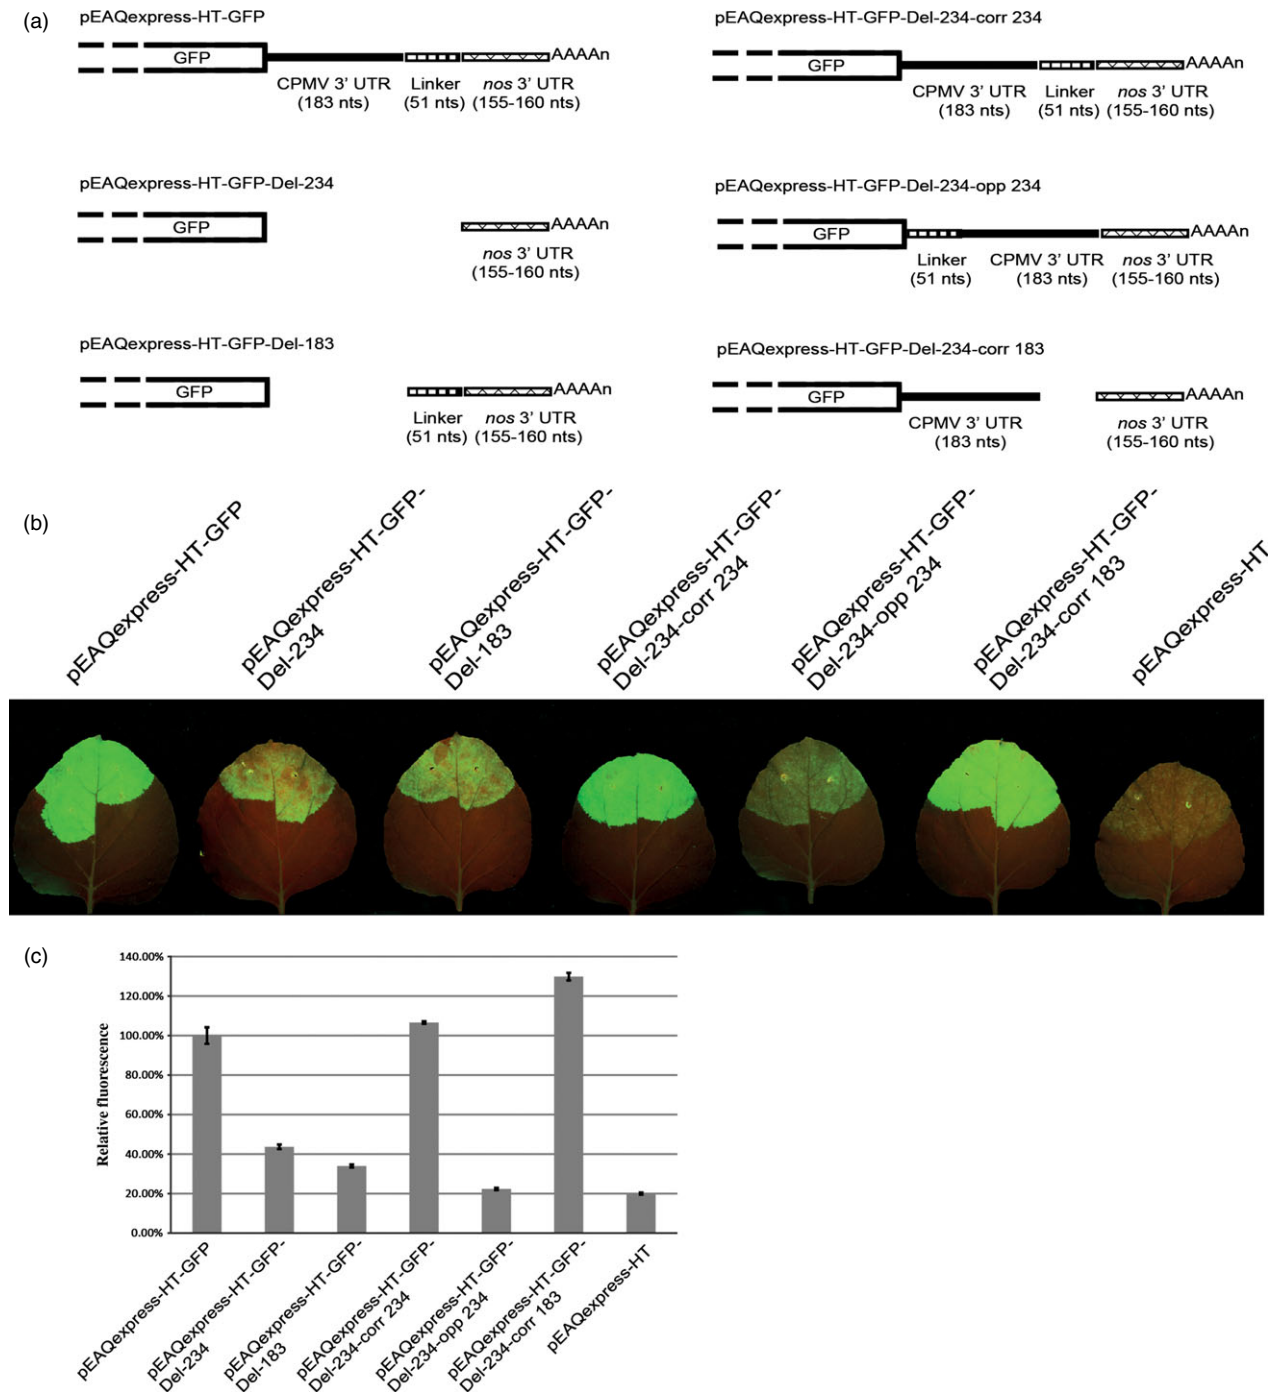 (a)
pEAQexpress-HT-GFP
GFP
AAAAn
CPMV 3' UTR
(183 nts)
Linker
(51 nts)
nos 3' UTR
(155-160 nts)
pEAQexpress-HT-GFP-Del-234-corr 234
GFP
AAAAn
CPMV 3' UTR
(183 nts)
Linker
(51 nts)
nos 3' UTR
(155-160 nts)
pEAQexpress-HT-GFP-Del-234
GFP
AAAAn
nos 3' UTR
(155-160 nts)
pEAQexpress-HT-GFP-Del-234-opp 234
GFP
AAAAn
Linker
(51 nts)
CPMV 3' UTR
(183 nts)
nos 3' UTR
(155-160 nts)
pEAQexpress-HT-GFP-Del-183
GFP
AAAAn
Linker
(51 nts)
nos 3' UTR
(155-160 nts)
pEAQexpress-HT-GFP-Del-234-corr 183
GFP
AAAAn
CPMV 3' UTR
(183 nts)
nos 3' UTR
(155-160 nts)
(b)
pEAQexpress-HT-GFP
pEAQexpress-HT-GFP-
Del-234
pEAQexpress-HT-GFP-
Del-183
pEAQexpress-HT-GFP-
Del-234-corr 234
pEAQexpress-HT-GFP-
Del-234-opp 234
pEAQexpress-HT-GFP-
Del-234-corr 183
pEAQexpress-HT
(c)
Relative fluorescence
140.00%
120.00%
100.00%
80.00%
60.00%
40.00%
20.00%
0.00%
pEAQexpress-HT-GFP
pEAQexpress-HT-GFP-
Del-234
pEAQexpress-HT-GFP-
Del-183
pEAQexpress-HT-GFP-
Del-234-corr 234
pEAQexpress-HT-GFP-
Del-234-opp 234
pEAQexpress-HT-GFP-
Del-234-corr 183
pEAQexpress-HT